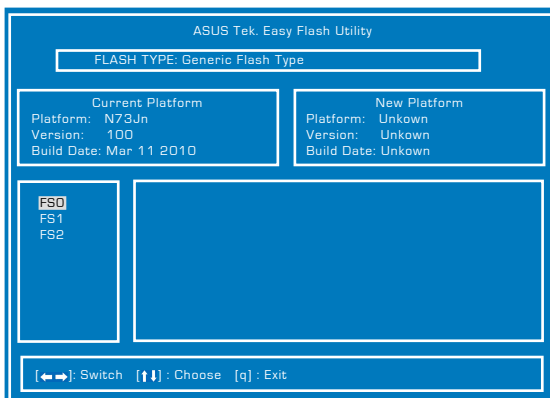 ASUS Tek. Easy Flash Utility
FLASH TYPE: Generic Flash Type
Current Platform
Platform: N73Jn
Version: 100
Build Date: Mar 11 2010
New Platform
Platform: Unkown
Version: Unkown
Build Date: Unkown
FS0
FS1
FS2
[←→]: Switch [↑↓] : Choose [q] : Exit